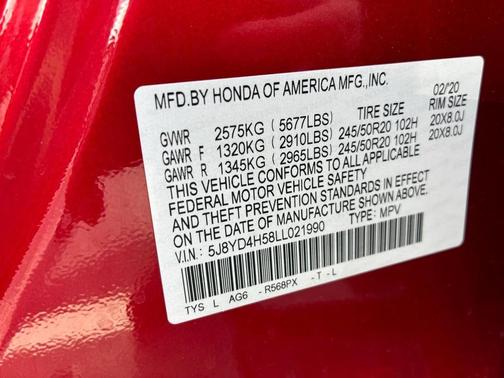 MFD.BY HONDA OF AMERICA MFG.,INC. 02/20
TIRE SIZE RIM SIZE
GVWR 2575KG (5677LBS)
GAWR F 1320KG (2910LBS) 245/50R20 102H 20X8.0J
GAWR R 1345KG (2965LBS) 245/50R20 102H 20X8.0J
THIS VEHICLE CONFORMS TO ALL APPLICABLE
FEDERAL MOTOR VEHICLE SAFETY
AND THEFT PREVENTION STANDARDS IN EFFECT
ON THE DATE OF MANUFACTURE SHOWN ABOVE.
V.I.N.: 5J8YD4H58LL021990 TYPE: MPV
TYS L AG6 - R568PX - T - L